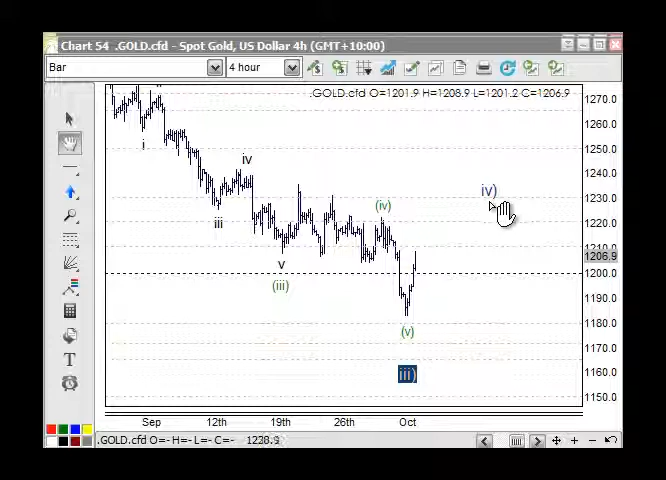 Chart 54 .GOLD.cfd - Spot Gold, US Dollar 4h (GMT+10:00)
Bar 4 hour
.GOLD.cfd O=1201.9 H=1208.9 L=1201.2 C=1206.9
1270.0
1260.0
1250.0
1240.0
1230.0
1220.0
1210.0
1206.9
1200.0
1190.0
1180.0
1170.0
1160.0
1150.0
i
iv
iv)
(iv)
iii
v
(iii)
(v)
iii)
T
Sep 12th 19th 26th Oct
.GOLD.cfd O=- H=- L=- C=- 1238.9